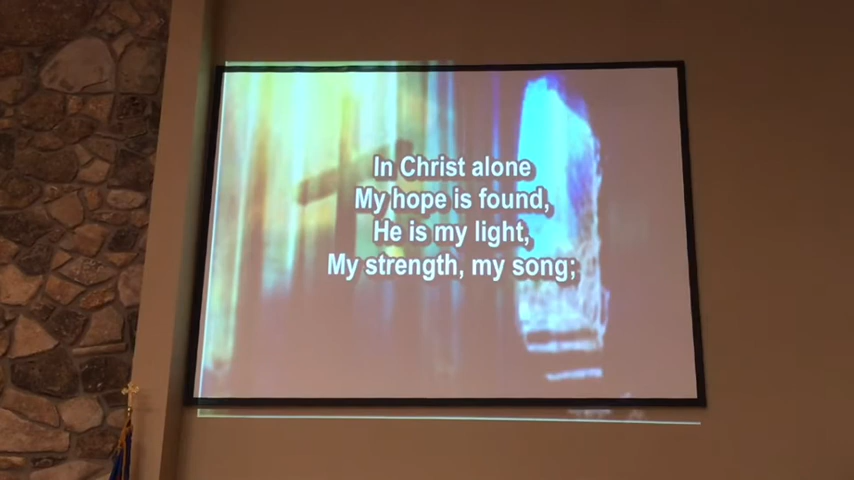 In Christ alone
My hope is found,
He is my light,
My strength, my song;